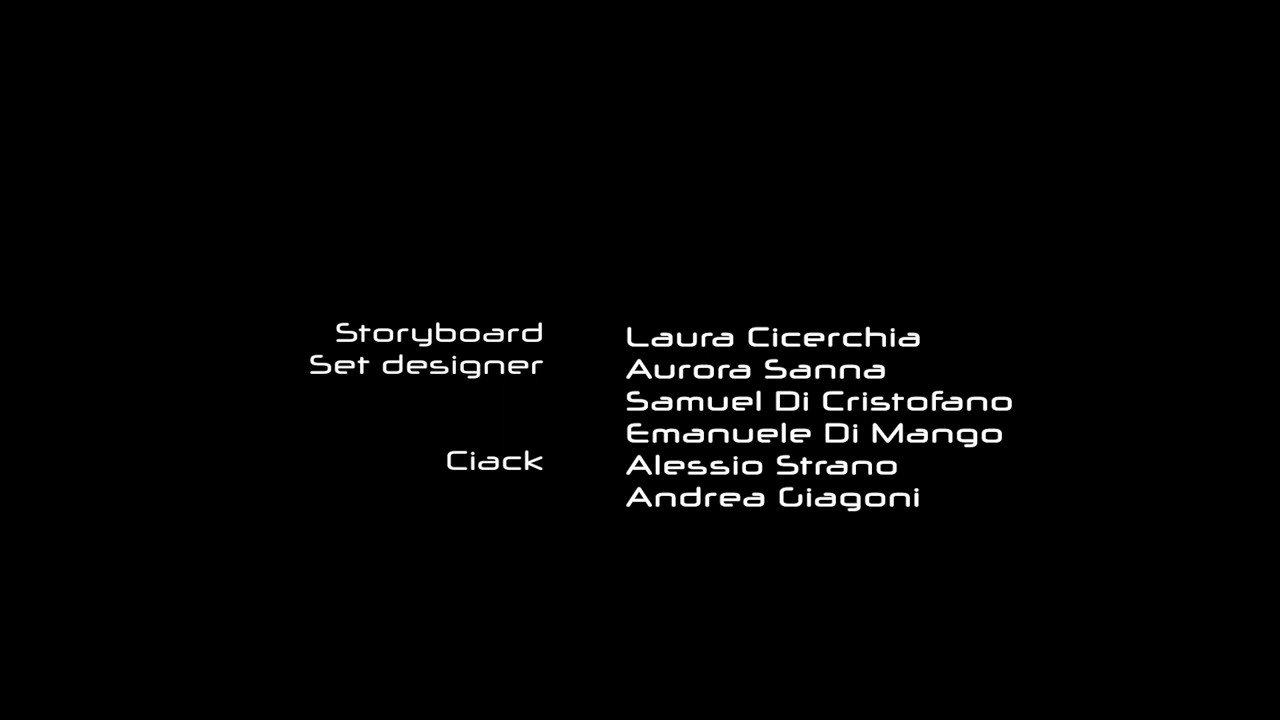 Storyboard Laura Cicerchia
Set designer Aurora Sanna
Samuel Di Cristofano
Emanuele Di Mango
Ciack Alessio Strano
Andrea Giagoni